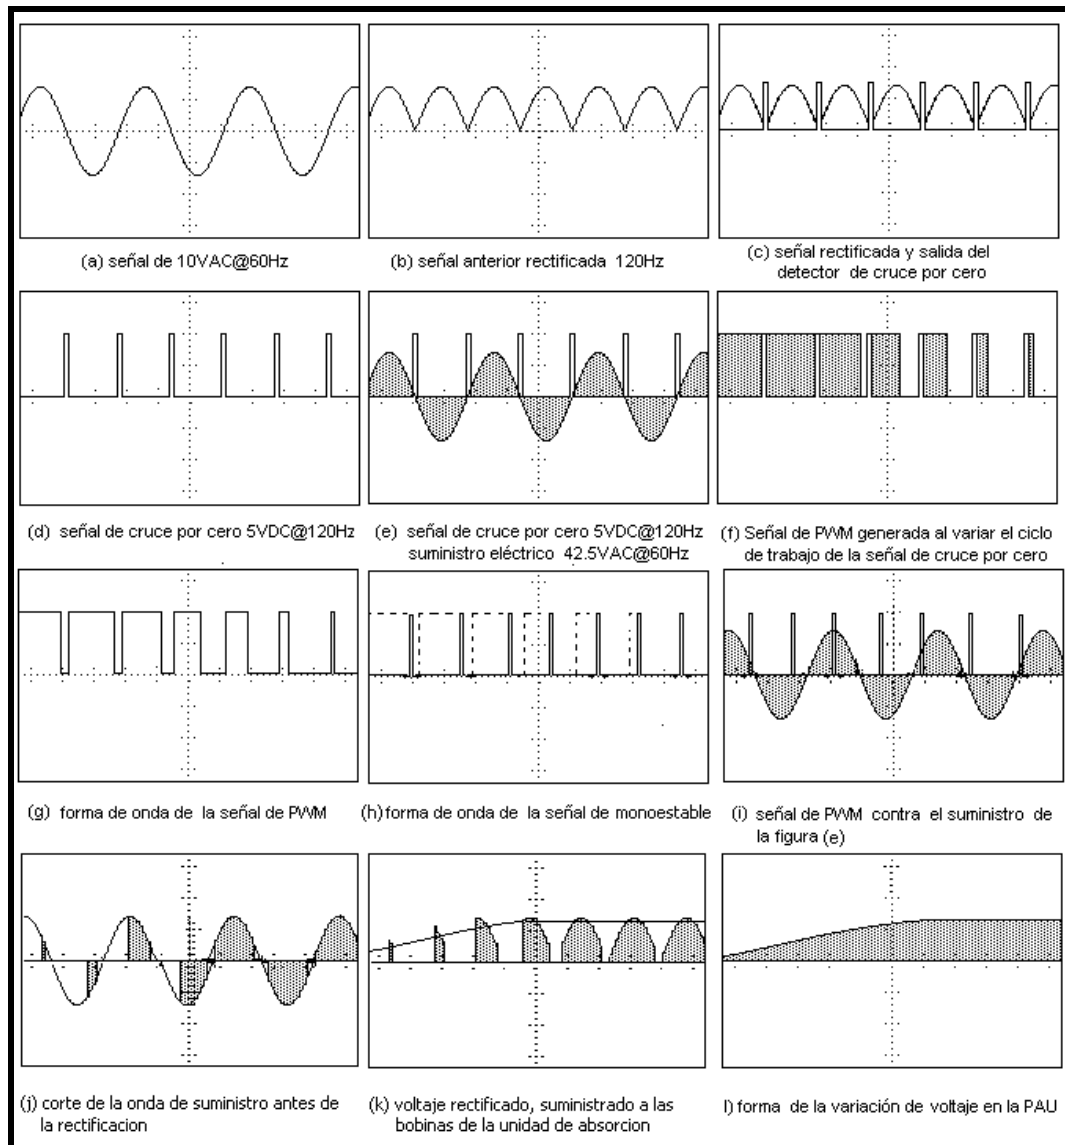 (a) señal de 10VAC@60Hz
(b) señal anterior rectificada 120Hz
(c) señal rectificada y salida del
detector de cruce por cero
(d) señal de cruce por cero 5VDC@120Hz
(e) señal de cruce por cero 5VDC@120Hz
suministro eléctrico 42.5VAC@60Hz
(f) Señal de PWM generada al variar el ciclo
de trabajo de la señal de cruce por cero
(g) forma de onda de la señal de PWM
(h) forma de onda de la señal de monoestable
(i) señal de PWM contra el suministro de
la figura (e)
(j) corte de la onda de suministro antes de
la rectificacion
(k) voltaje rectificado, suministrado a las
bobinas de la unidad de absorcion
l) forma de la variación de voltaje en la PAU